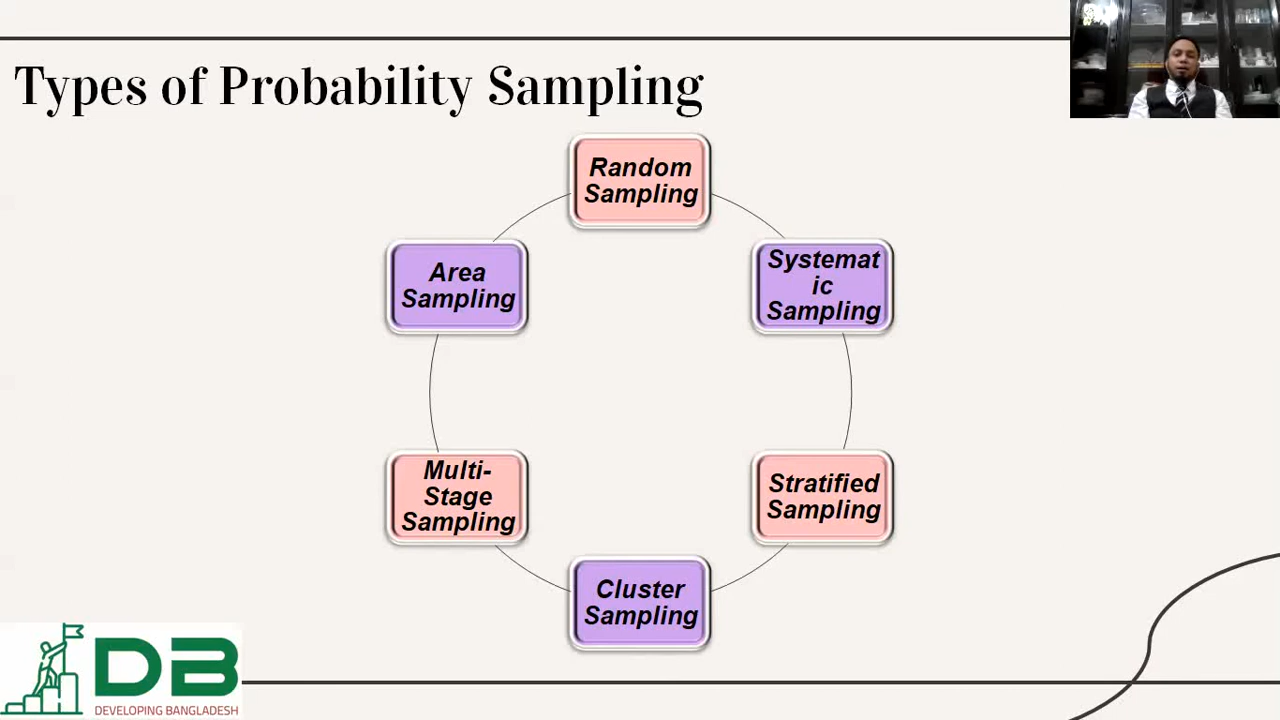 Types of Probability Sampling
Random
Sampling
Systemat
ic
Sampling
Stratified
Sampling
Cluster
Sampling
Multi-
Stage
Sampling
Area
Sampling
DB
DEVELOPING BANGLADESH